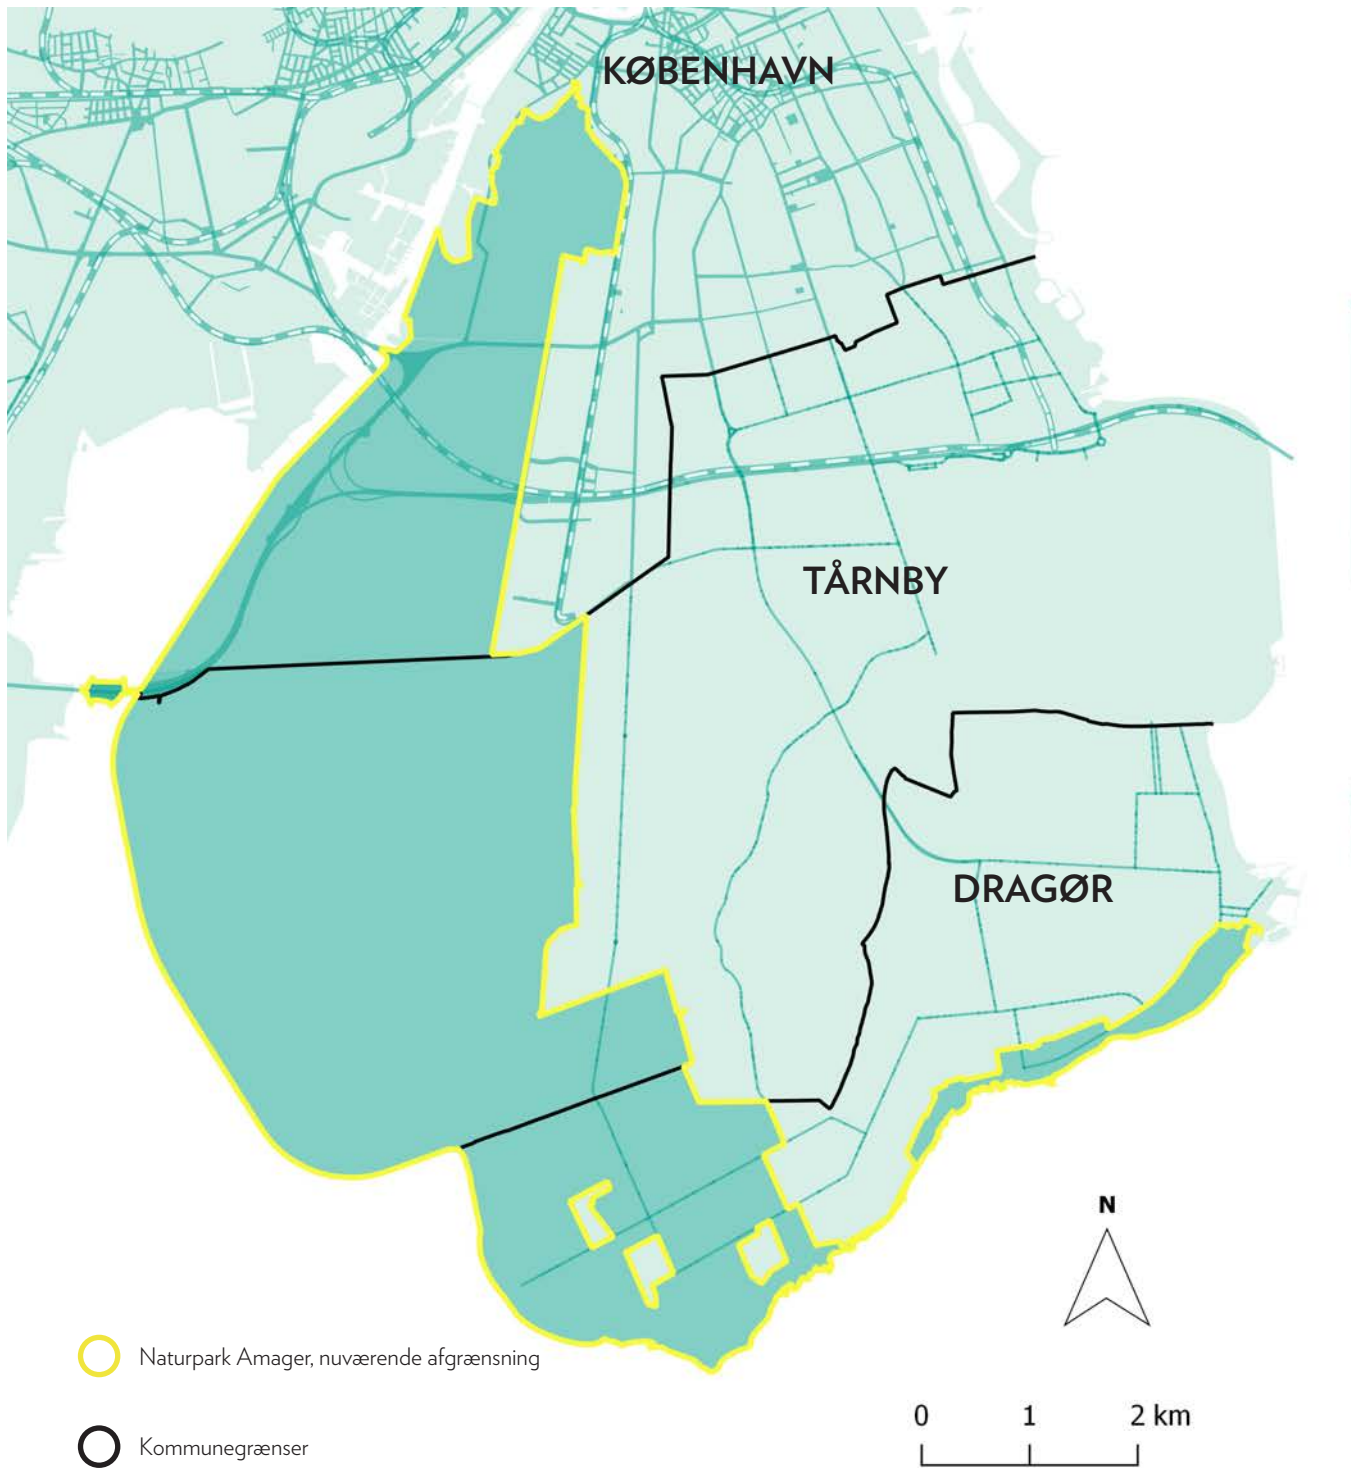 KØBENHAVN
TÅRNBY
DRAGØR
N
Naturpark Amager, nuværende afgrænsning
Kommunegrænser
0 1 2 km